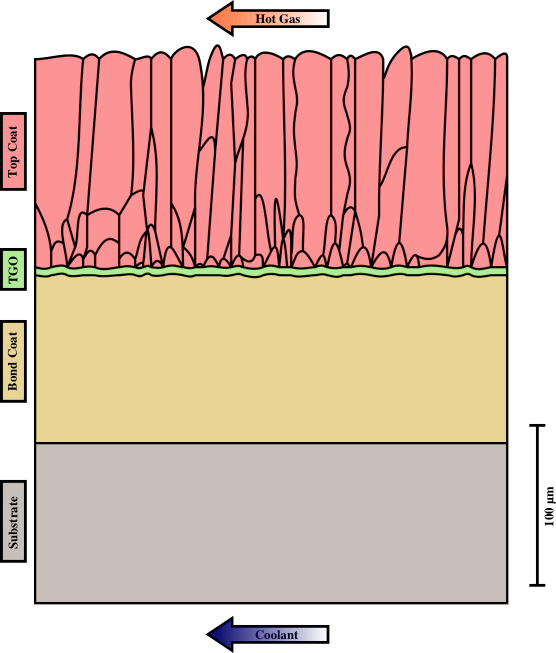 Hot Gas
Top Coat
TGO
Bond Coat
Substrate
100 μm
Coolant